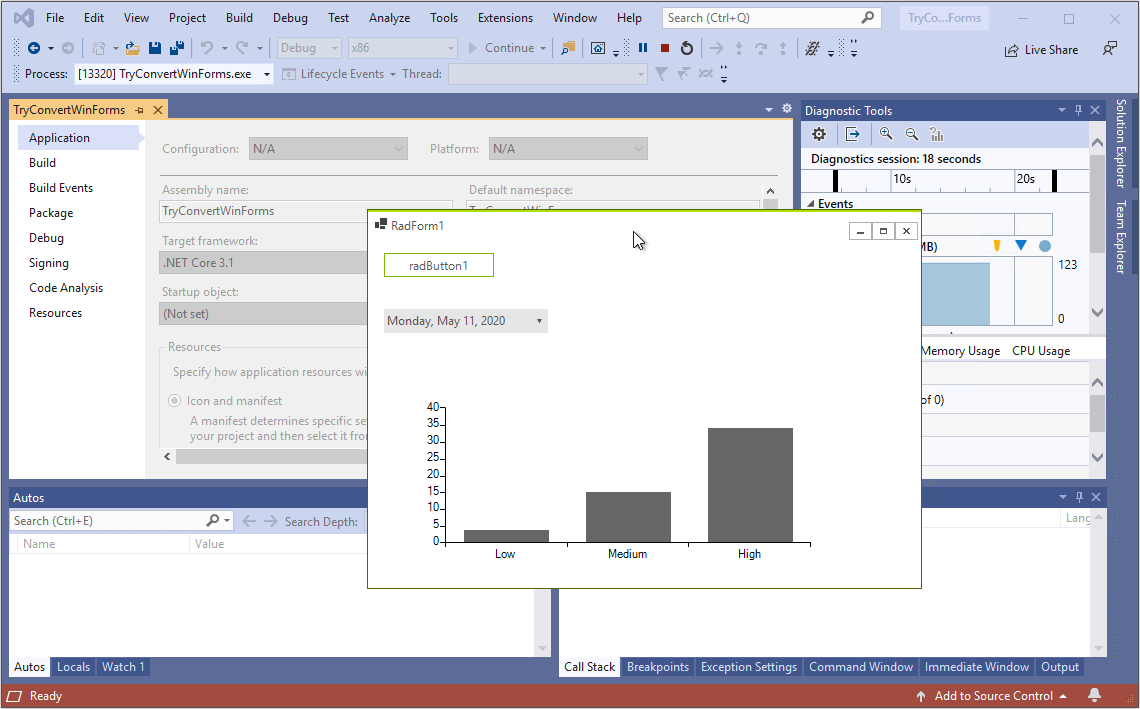 File Edit View Project Build Debug Test Analyze Tools Extensions Window Help Search (Ctrl+Q) TryCo...Forms
Debug x86 Continue Live Share
Process: [13320] TryConvertWinForms.exe Lifecycle Events Thread:
TryConvertWinForms
Application
Build
Build Events
Package
Debug
Signing
Code Analysis
Resources
Configuration: N/A Platform: N/A
Assembly name: Default namespace:
TryConvertWinForms
Target framework:
.NET Core 3.1
Startup object:
(Not set)
Resources
Specify how application resources wi
Icon and manifest
A manifest determines specific se
your project and then select it fro
RadForm1
radButton1
Monday, May 11, 2020
40
35
30
25
20
15
10
5
0
Low Medium High
Diagnostic Tools
Diagnostics session: 18 seconds
10s 20s
Events
MB)
123
0
Memory Usage CPU Usage
of 0)
Solution Explorer
Team Explorer
Autos
Search (Ctrl+E) Search Depth:
Name Value
Lang
Autos Locals Watch 1
Call Stack Breakpoints Exception Settings Command Window Immediate Window Output
Ready Add to Source Control